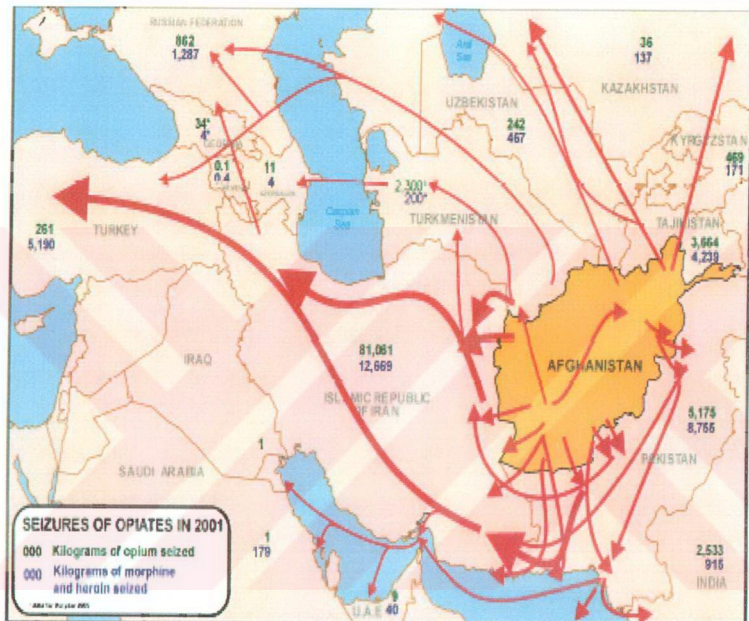 RUSSIAN FEDERATION
862
1,287
Aral
Sea
36
137
KAZAKHSTAN
UZBEKISTAN
242
467
34*
4*
GEORGIA
KYRGYZSTAN
469
171
0.1
0.4
11
4
AZERBAIJAN
2,300*
200*
TURKMENISTAN
Caspian
Sea
TAJIKISTAN
3,664
4,239
261
5,190
TURKEY
81,061
12,669
ISLAMIC REPUBLIC
OF IRAN
AFGHANISTAN
IRAQ
5,175
8,755
PAKISTAN
1
SAUDI ARABIA
1
179
2,533
915
INDIA
9
40
U.A.E
SEIZURES OF OPIATES IN 2001
000 Kilograms of opium seized
000 Kilograms of morphine
and heroin seized